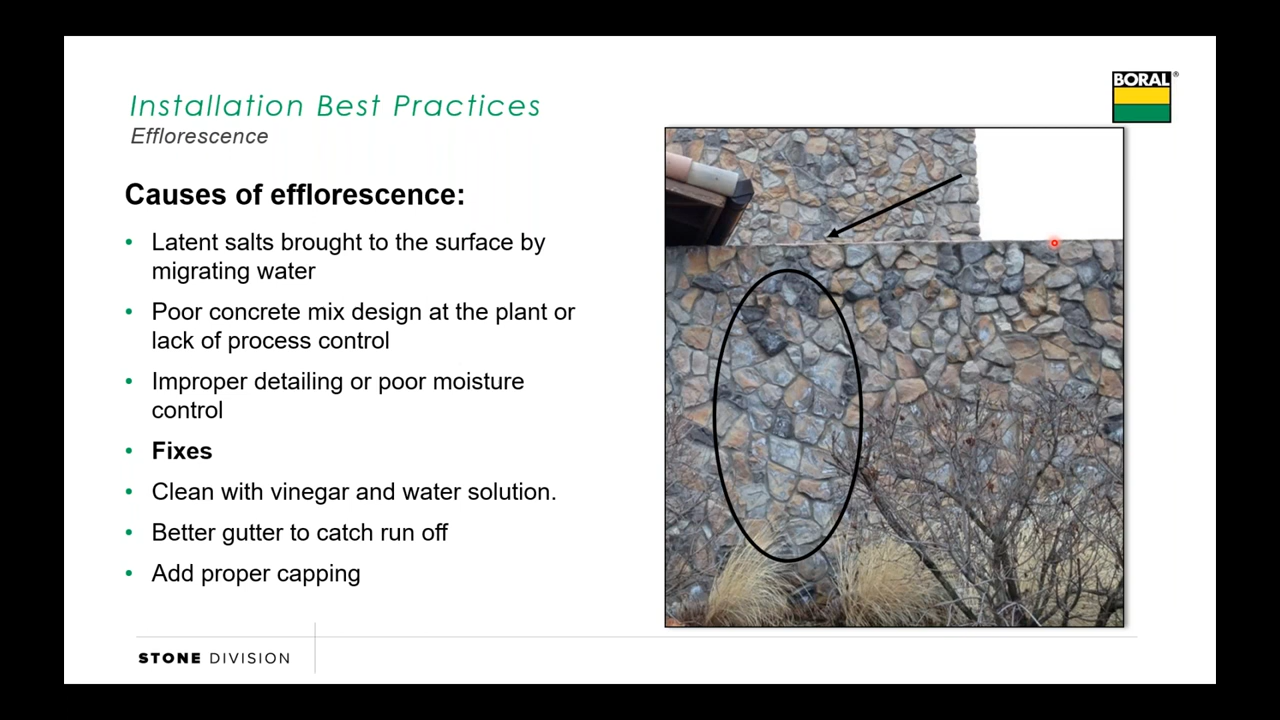 BORAL®
Installation Best Practices
Efflorescence
Causes of efflorescence:
• Latent salts brought to the surface by
migrating water
• Poor concrete mix design at the plant or
lack of process control
• Improper detailing or poor moisture
control
• Fixes
• Clean with vinegar and water solution.
• Better gutter to catch run off
• Add proper capping
STONE DIVISION